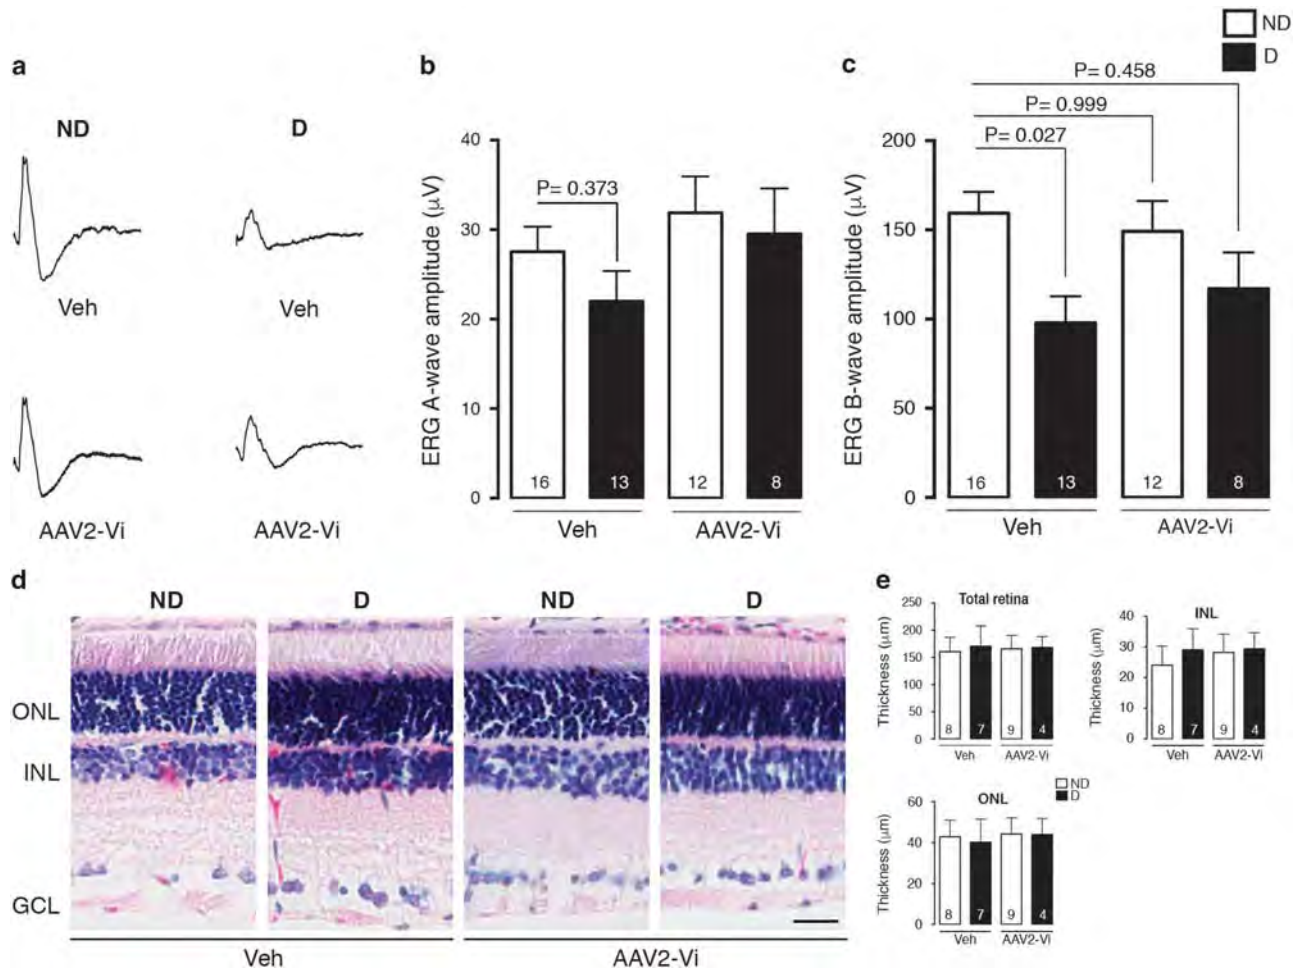 ND
D
a
ND
D
Veh
Veh
AAV2-Vi
AAV2-Vi
b
ERG A-wave amplitude (μV)
40
30
20
10
0
P= 0.373
16
13
12
8
Veh
AAV2-Vi
c
ERG B-wave amplitude (μV)
200
150
100
50
0
P= 0.458
P= 0.999
P= 0.027
16
13
12
8
Veh
AAV2-Vi
d
ND
D
ND
D
ONL
INL
GCL
Veh
AAV2-Vi
e
Total retina
Thickness (μm)
250
200
150
100
50
0
8
7
9
4
Veh
AAV2-Vi
INL
Thickness (μm)
40
30
20
10
0
8
7
9
4
Veh
AAV2-Vi
ND
D
ONL
Thickness (μm)
60
40
20
0
8
7
9
4
Veh
AAV2-Vi